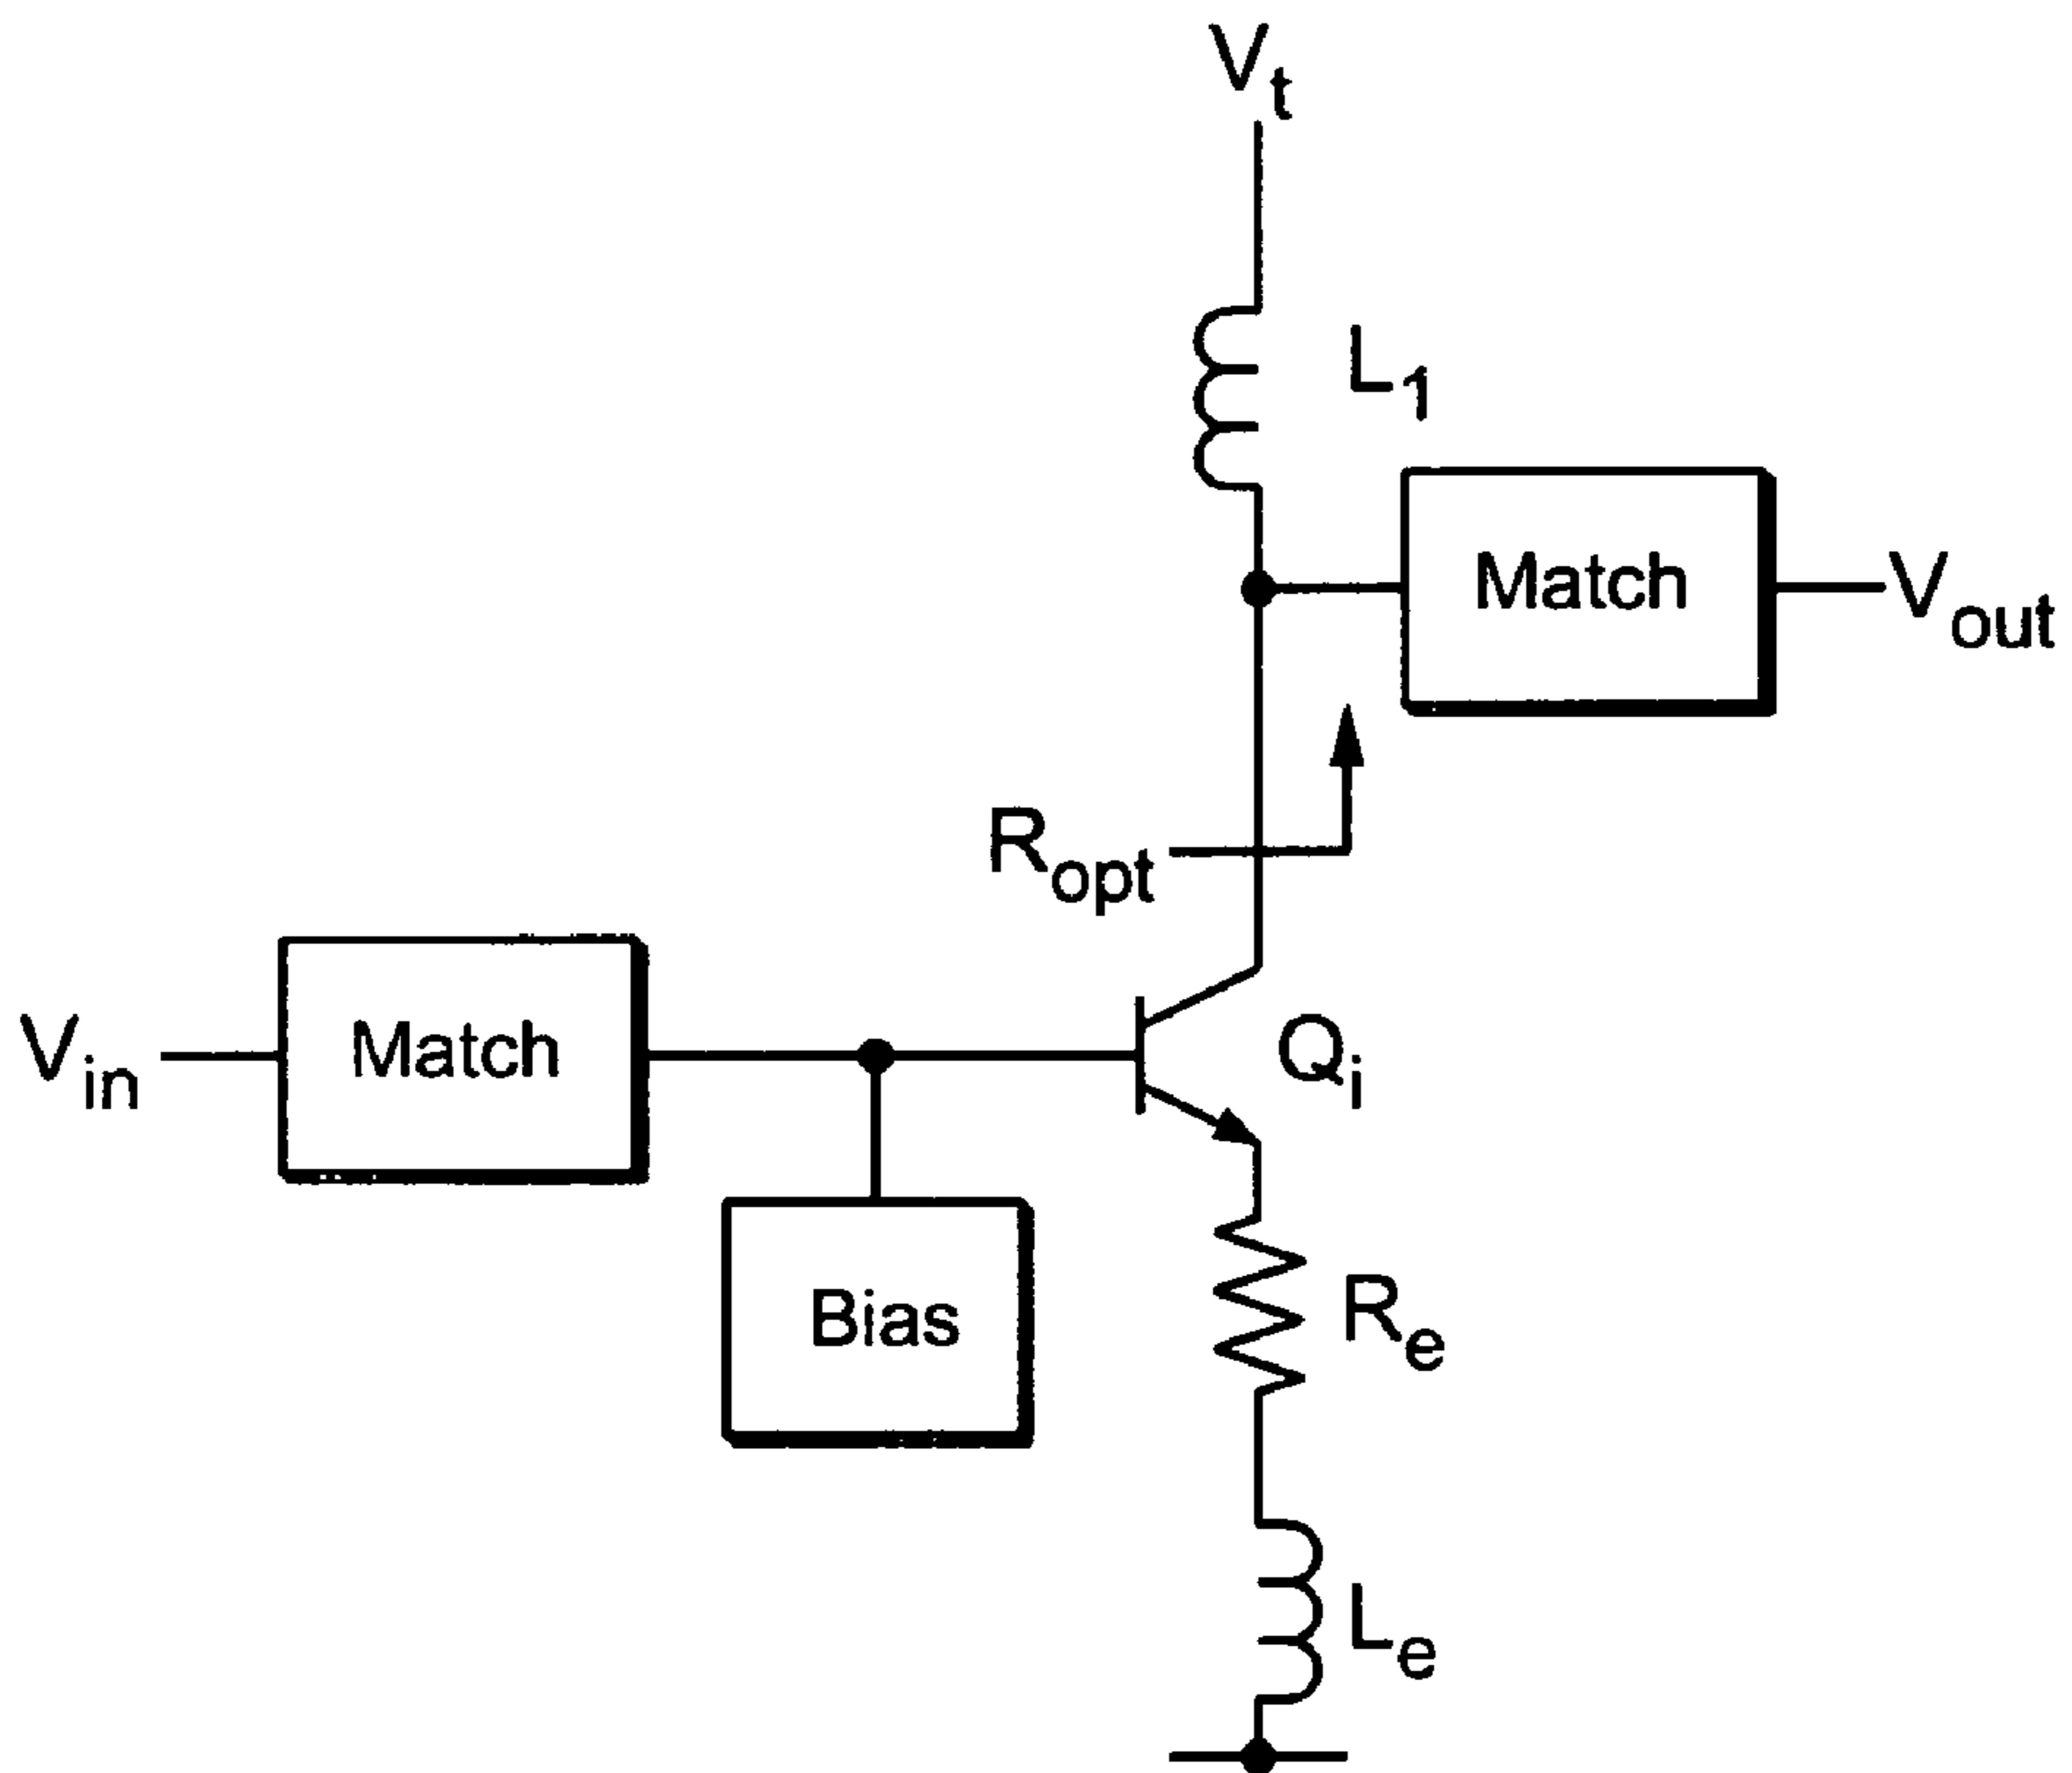 Vt
L1
Match
Vout
Ropt
Vin
Match
Qi
Bias
Re
Le